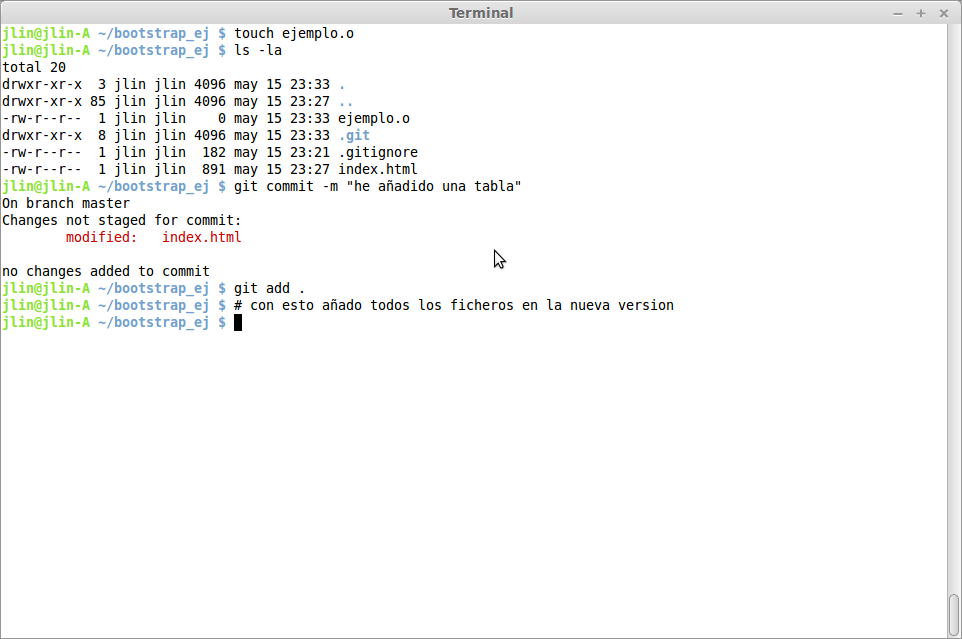 Terminal
jlin@jlin-A ~/bootstrap_ej $ touch ejemplo.o
jlin@jlin-A ~/bootstrap_ej $ ls -la
total 20
drwxr-xr-x  3 jlin jlin 4096 may 15 23:33 .
drwxr-xr-x 85 jlin jlin 4096 may 15 23:27 ..
-rw-r--r--  1 jlin jlin    0 may 15 23:33 ejemplo.o
drwxr-xr-x  8 jlin jlin 4096 may 15 23:33 .git
-rw-r--r--  1 jlin jlin  182 may 15 23:21 .gitignore
-rw-r--r--  1 jlin jlin  891 may 15 23:27 index.html
jlin@jlin-A ~/bootstrap_ej $ git commit -m "he añadido una tabla"
On branch master
Changes not staged for commit:
        modified:   index.html
no changes added to commit
jlin@jlin-A ~/bootstrap_ej $ git add .
jlin@jlin-A ~/bootstrap_ej $ # con esto añado todos los ficheros en la nueva version
jlin@jlin-A ~/bootstrap_ej $